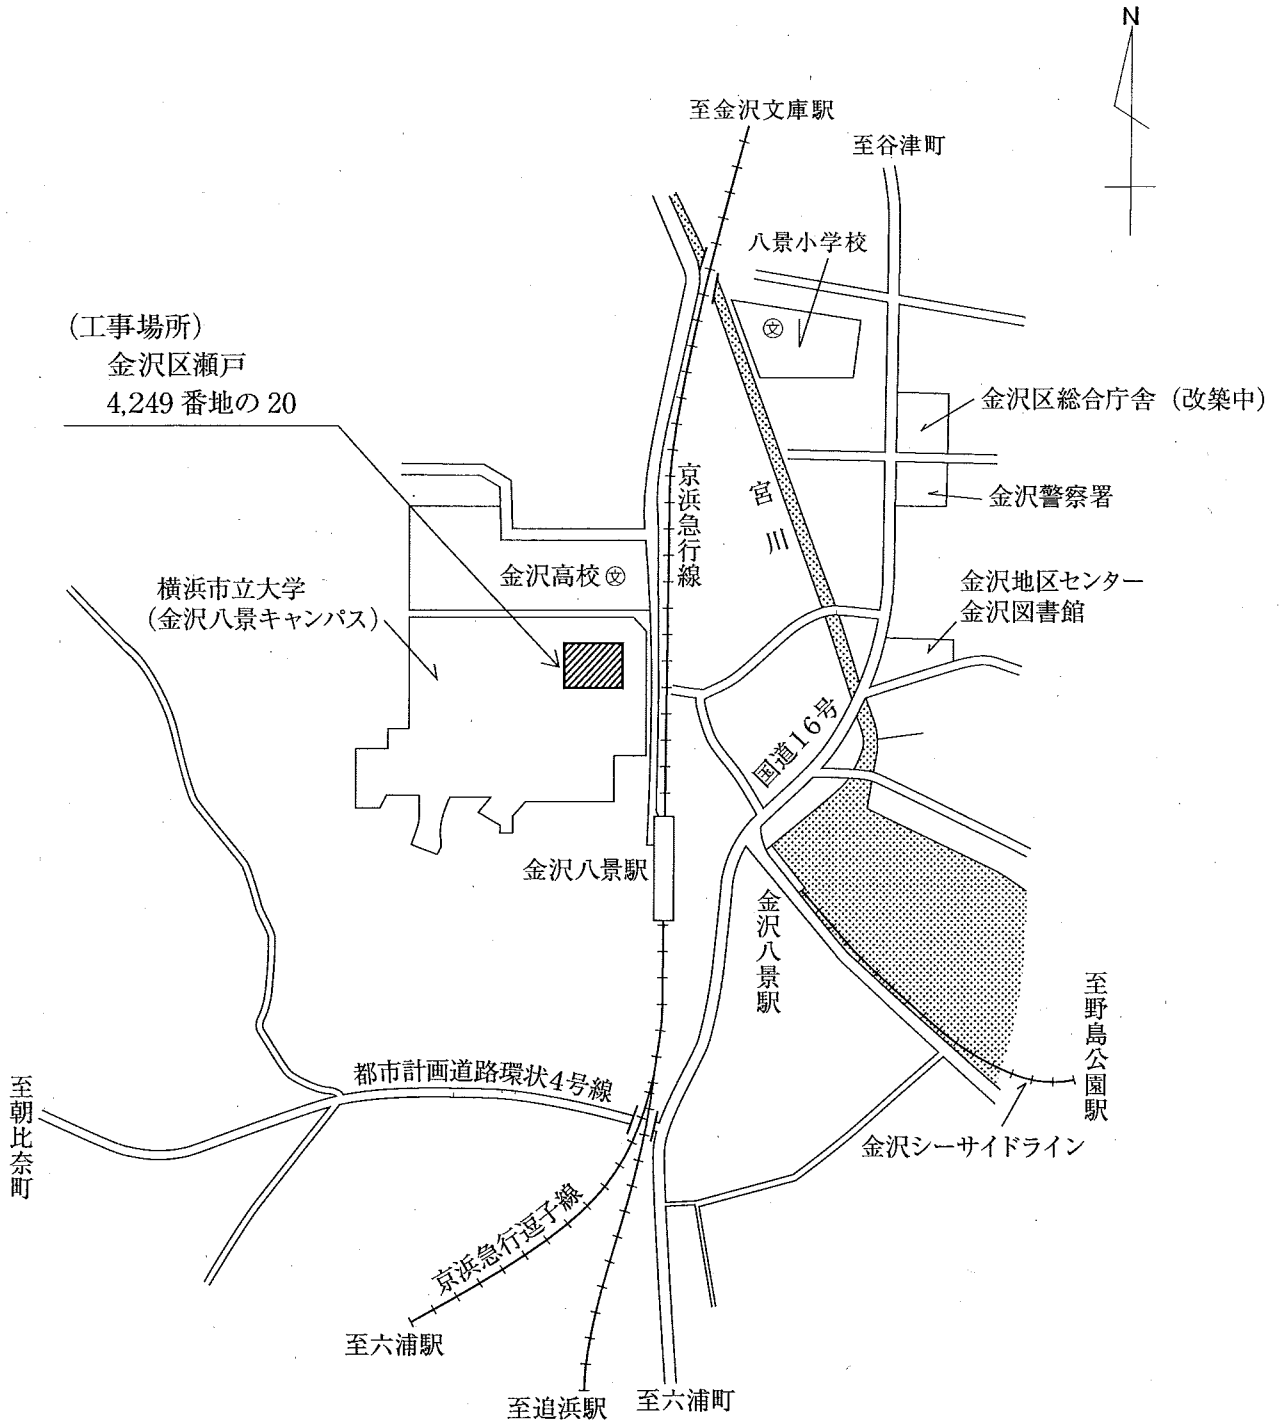 N
至金沢文庫駅
至谷津町
八景小学校
文
(工事場所)
金沢区瀬戸
4,249 番地の 20
金沢区総合庁舎 (改築中)
京浜急行線
宮川
金沢警察署
金沢高校 文
横浜市立大学
(金沢八景キャンパス)
金沢地区センター
金沢図書館
国道16号
金沢八景駅
金沢八景駅
至野島公園駅
都市計画道路環状4号線
至朝比奈町
金沢シーサイドライン
京浜急行逗子線
至六浦駅
至追浜駅
至六浦町